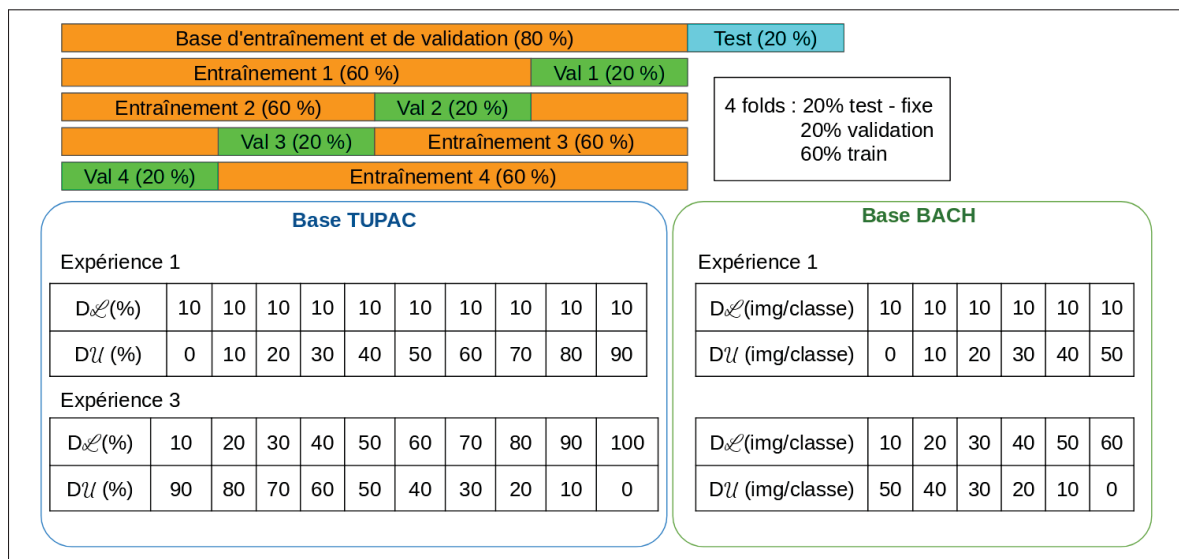 Base d'entraînement et de validation (80 %) Test (20 %)
Entraînement 1 (60 %) Val 1 (20 %)
Entraînement 2 (60 %) Val 2 (20 %)
Val 3 (20 %) Entraînement 3 (60 %)
Val 4 (20 %) Entraînement 4 (60 %)
4 folds : 20% test - fixe
20% validation
60% train
Base TUPAC
Expérience 1
Dℒ(%) 10 10 10 10 10 10 10 10 10 10
D𝒰 (%) 0 10 20 30 40 50 60 70 80 90
Expérience 3
Dℒ(%) 10 20 30 40 50 60 70 80 90 100
D𝒰 (%) 90 80 70 60 50 40 30 20 10 0
Base BACH
Expérience 1
Dℒ(img/classe) 10 10 10 10 10 10
D𝒰 (img/classe) 0 10 20 30 40 50
Dℒ(img/classe) 10 20 30 40 50 60
D𝒰 (img/classe) 50 40 30 20 10 0